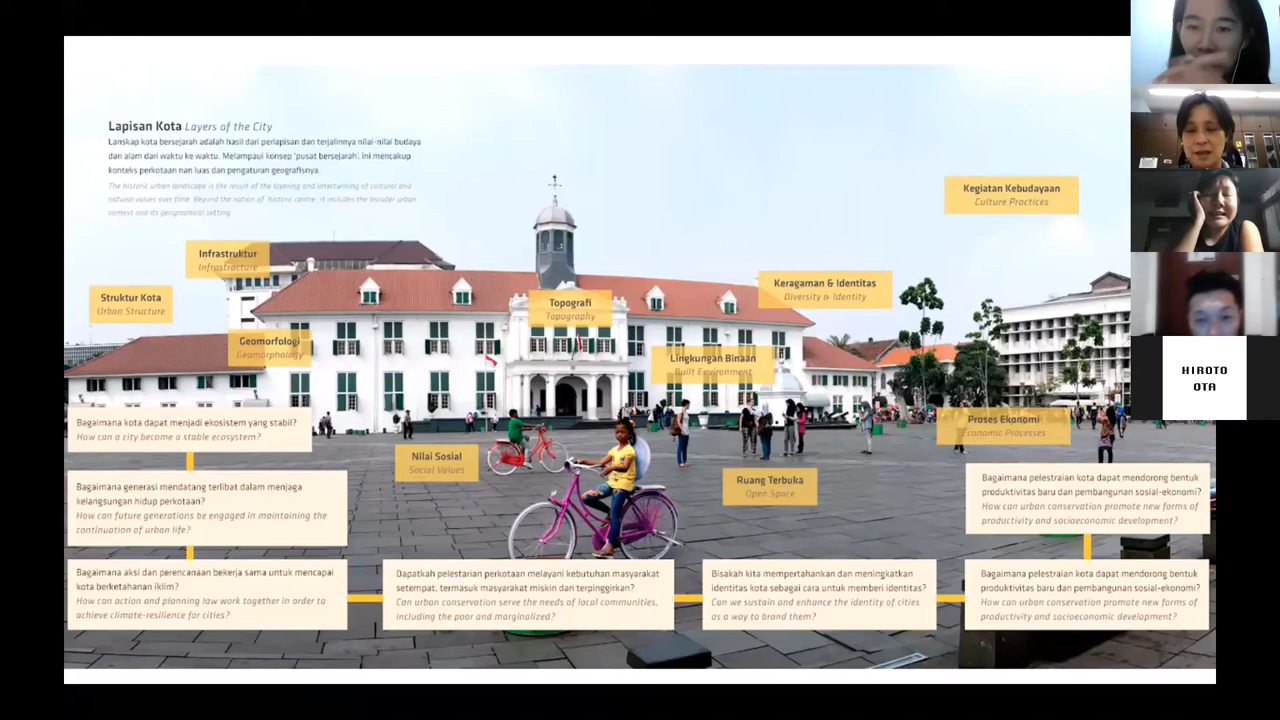 Lapisan Kota Layers of the City
Lanskap kota bersejarah adalah hasil dari perlapisan dan terjalinnya nilai-nilai budaya
dan alam dari waktu ke waktu. Melampaui konsep 'pusat bersejarah', ini mencakup
konteks perkotaan nan luas dan pengaturan geografisnya.
The historic urban landscape is the result of the layering and intertwining of cultural and
natural values over time. Beyond the notion of 'historic centre', it includes the broader urban
context and its geographical setting.
Kegiatan Kebudayaan
Culture Practices
Infrastruktur
Infrastructure
Struktur Kota
Urban Structure
Topografi
Topography
Keragaman & Identitas
Diversity & Identity
Geomorfologi
Geomorphology
Lingkungan Binaan
Built Environment
HIROTO
OTA
Proses Ekonomi
Economic Processes
Nilai Sosial
Social Values
Ruang Terbuka
Open Space
Bagaimana kota dapat menjadi ekosistem yang stabil?
How can a city become a stable ecosystem?
Bagaimana generasi mendatang terlibat dalam menjaga
kelangsungan hidup perkotaan?
How can future generations be engaged in maintaining the
continuation of urban life?
Bagaimana aksi dan perencanaan bekerja sama untuk mencapai
kota berketahanan iklim?
How can action and planning law work together in order to
achieve climate-resilience for cities?
Dapatkah pelestarian perkotaan melayani kebutuhan masyarakat
setempat, termasuk masyarakat miskin dan terpinggirkan?
Can urban conservation serve the needs of local communities,
including the poor and marginalized?
Bisakah kita mempertahankan dan meningkatkan
identitas kota sebagai cara untuk memberi identitas?
Can we sustain and enhance the identity of cities
as a way to brand them?
Bagaimana pelestraian kota dapat mendorong bentuk
produktivitas baru dan pembangunan sosial-ekonomi?
How can urban conservation promote new forms of
productivity and socioeconomic development?
Bagaimana pelestraian kota dapat mendorong bentuk
produktivitas baru dan pembangunan sosial-ekonomi?
How can urban conservation promote new forms of
productivity and socioeconomic development?